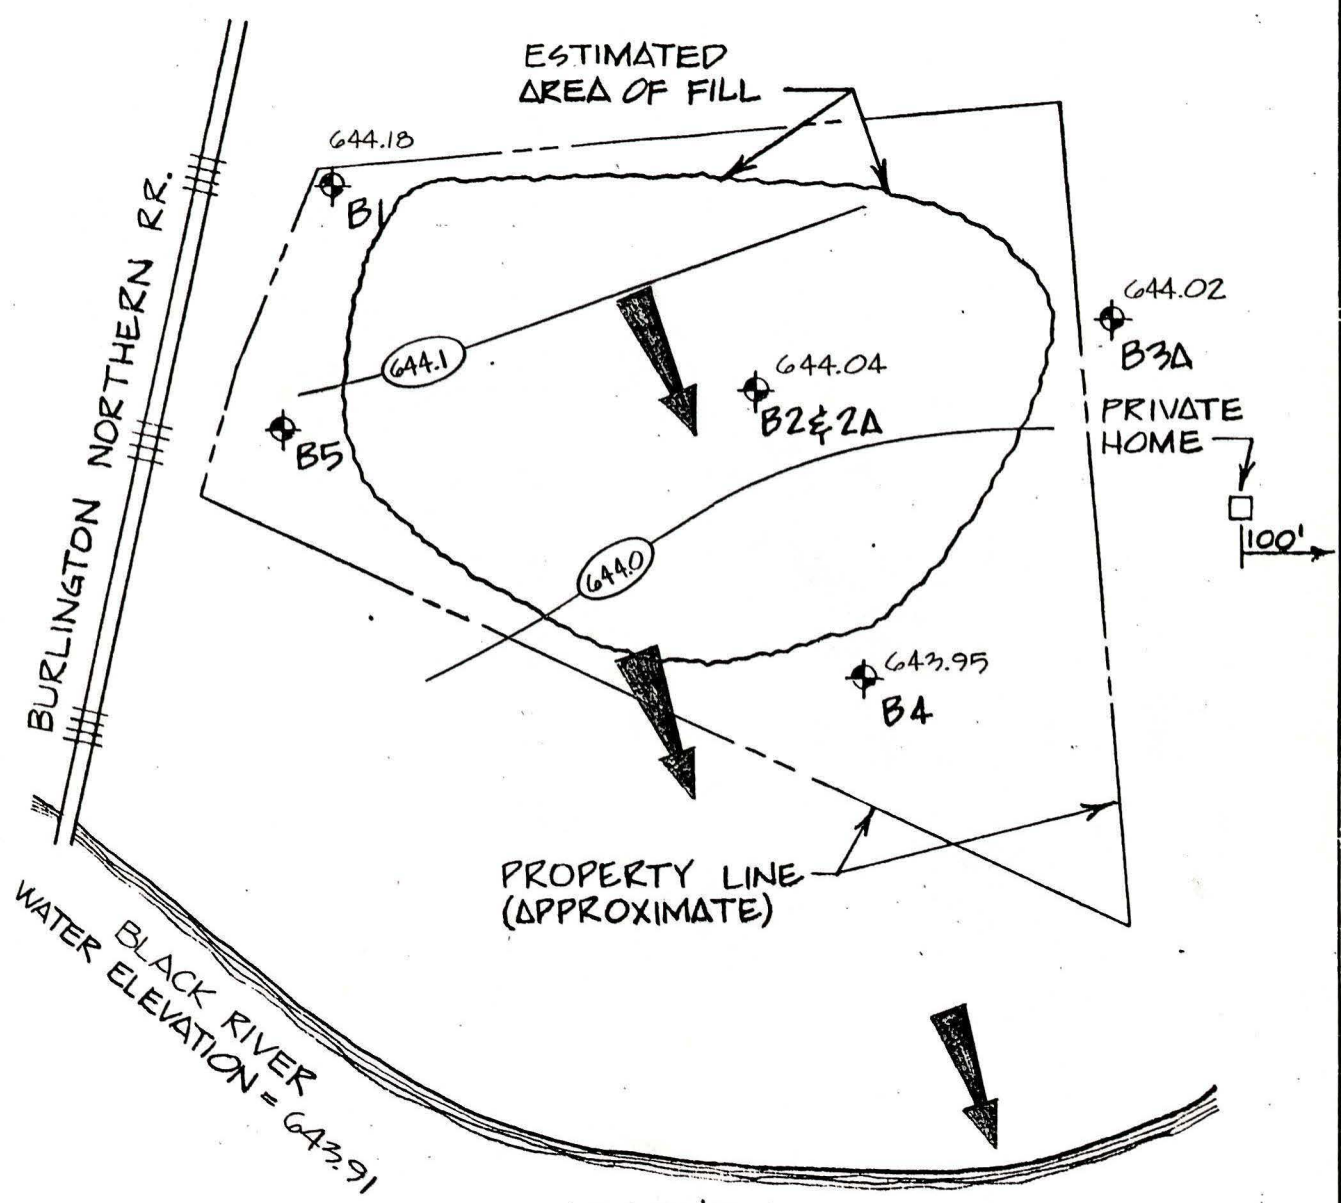 ESTIMATED
AREA OF FILL
644.18
B1
BURLINGTON NORTHERN RR.
644.02
B3A
644.1
644.04
B2&2A
PRIVATE
HOME
B5
100'
644.0
643.95
B4
PROPERTY LINE
(APPROXIMATE)
BLACK RIVER
WATER ELEVATION = 643.91